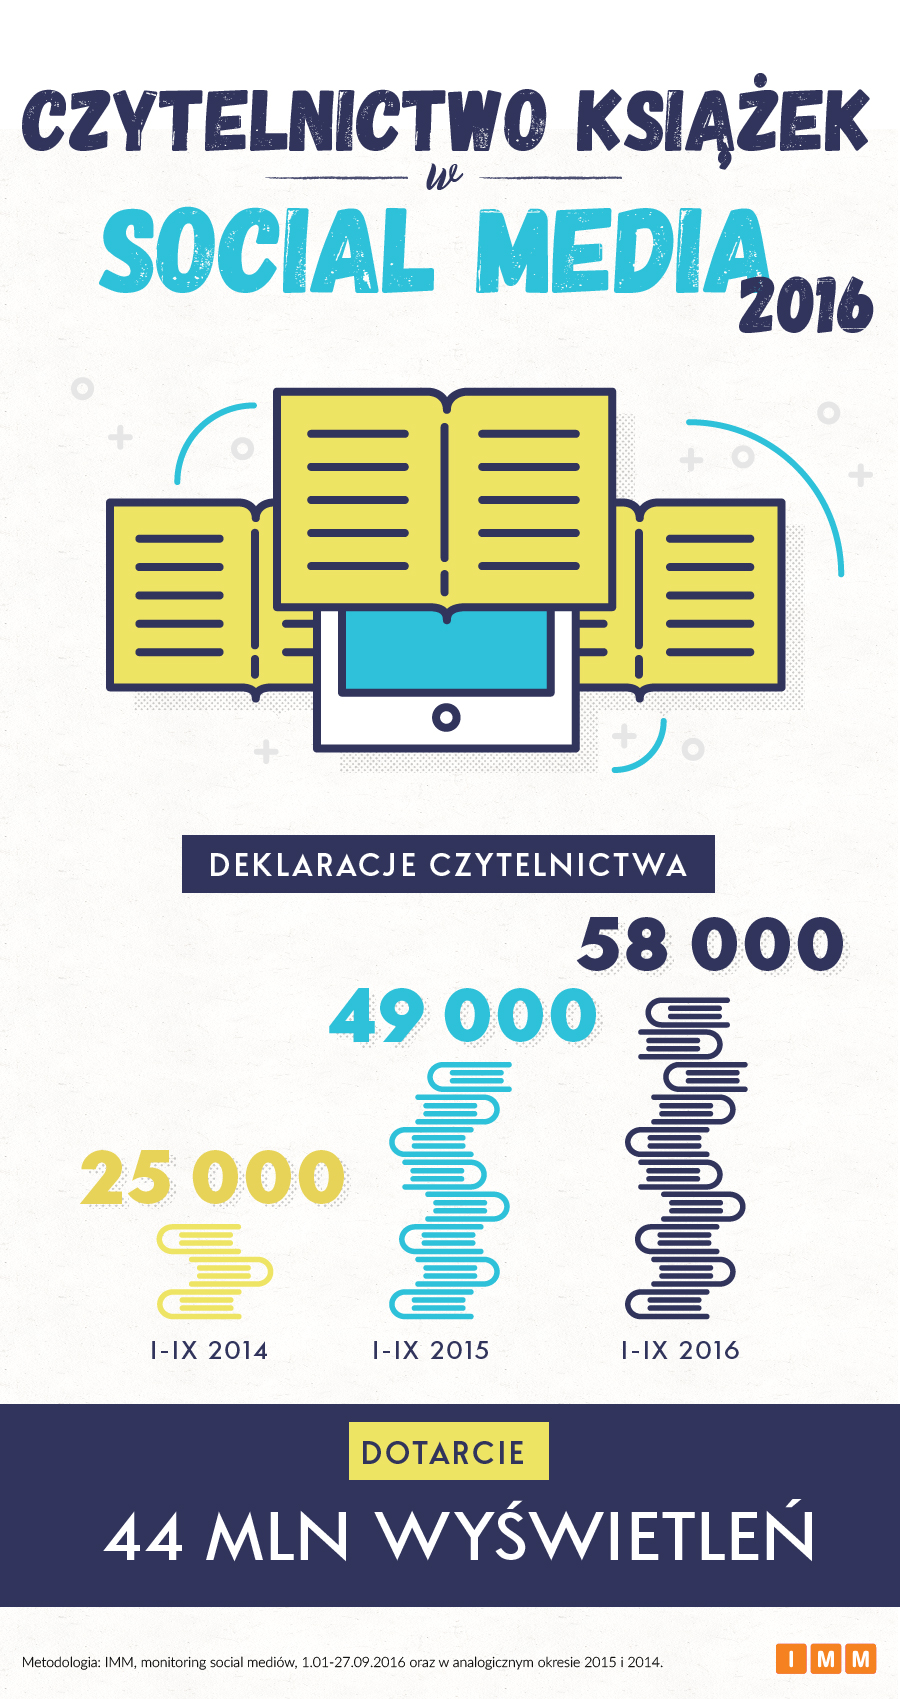 CZYTELNICTWO KSIĄŻEK
w
SOCIAL MEDIA
2016
DEKLARACJE CZYTELNICTWA
58 000
49 000
25 000
I-IX 2014
I-IX 2015
I-IX 2016
DOTARCIE
44 MLN WYŚWIETLEŃ
Metodologia: IMM, monitoring social mediów, 1.01-27.09.2016 oraz w analogicznym okresie 2015 i 2014.
IMM